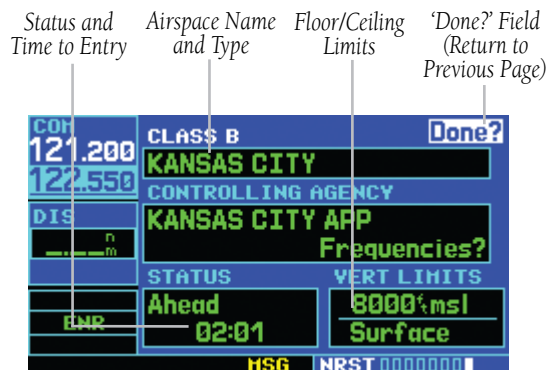 Status and
Time to Entry
Airspace Name
and Type
Floor/Ceiling
Limits
‘Done?’ Field
(Return to
Previous Page)
COM
121.200
122.550
DIS
__.__nm
ENR
CLASS B
Done?
KANSAS CITY
CONTROLLING AGENCY
KANSAS CITY APP
Frequencies?
STATUS
VERT LIMITS
Ahead
02:01
8000ft msl
Surface
MSG
NRST